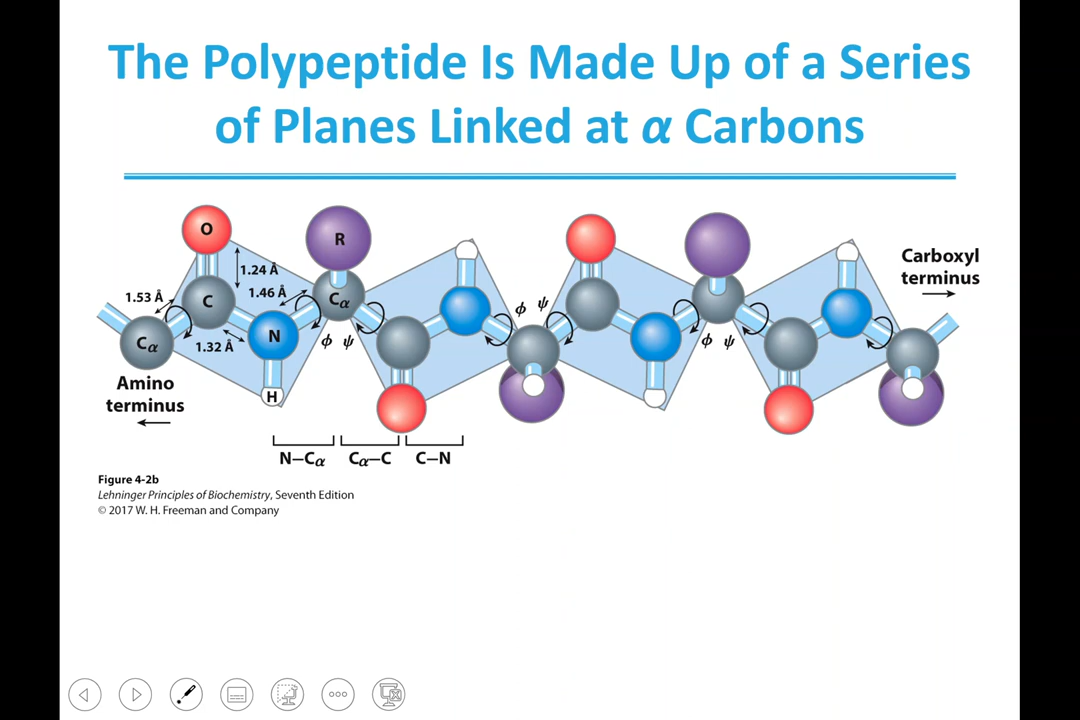 The Polypeptide Is Made Up of a Series
of Planes Linked at α Carbons
O
R
1.24 Å
Carboxyl
terminus
1.53 Å
C
1.46 Å
Cα
ϕ ψ
Cα
1.32 Å
N
ϕ ψ
ϕ ψ
Amino
terminus
H
N–Cα
Cα–C
C–N
Figure 4-2b
Lehninger Principles of Biochemistry, Seventh Edition
© 2017 W. H. Freeman and Company